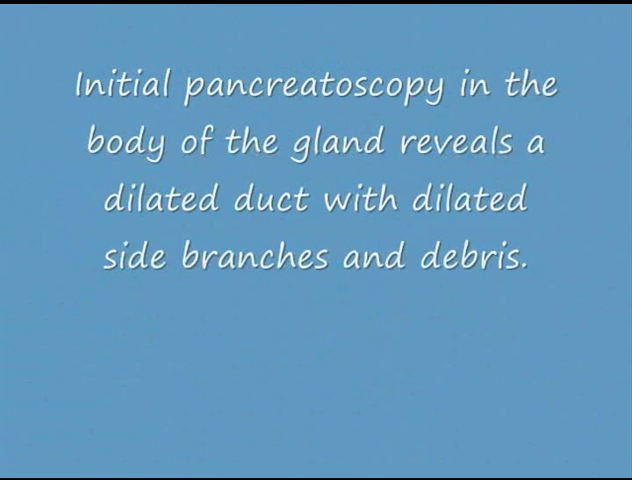 Initial pancreatoscopy in the
body of the gland reveals a
dilated duct with dilated
side branches and debris.